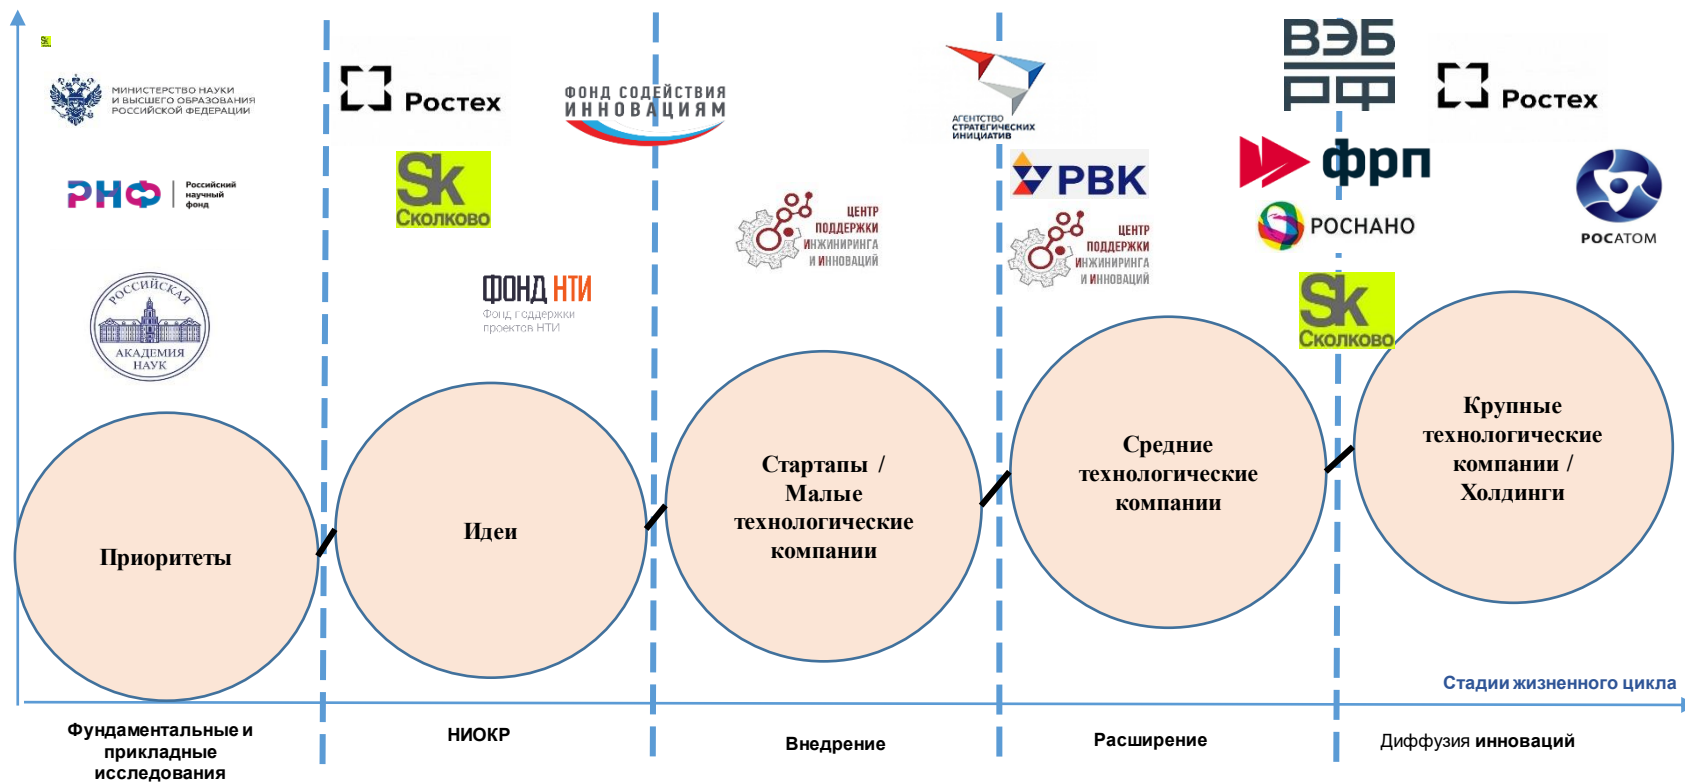 МИНИСТЕРСТВО НАУКИ
И ВЫСШЕГО ОБРАЗОВАНИЯ
РОССИЙСКОЙ ФЕДЕРАЦИИ
РНФ
Российский
научный
фонд
РОССИЙСКАЯ
АКАДЕМИЯ
НАУК
Ростех
Sk
Сколково
ФОНД НТИ
Фонд поддержки
проектов НТИ
ФОНД СОДЕЙСТВИЯ
ИННОВАЦИЯМ
ЦЕНТР
ПОДДЕРЖКИ
ИНЖИНИРИНГА
И ИННОВАЦИЙ
АГЕНТСТВО
СТРАТЕГИЧЕСКИХ
ИНИЦИАТИВ
РВК
ЦЕНТР
ПОДДЕРЖКИ
ИНЖИНИРИНГА
И ИННОВАЦИЙ
ВЭБ
РФ
фрп
РОСНАНО
Sk
Сколково
Ростех
РОСАТОМ
Приоритеты
Идеи
Стартапы /
Малые
технологические
компании
Средние
технологические
компании
Крупные
технологические
компании /
Холдинги
Стадии жизненного цикла
Фундаментальные и
прикладные
исследования
НИОКР
Внедрение
Расширение
Диффузия инноваций